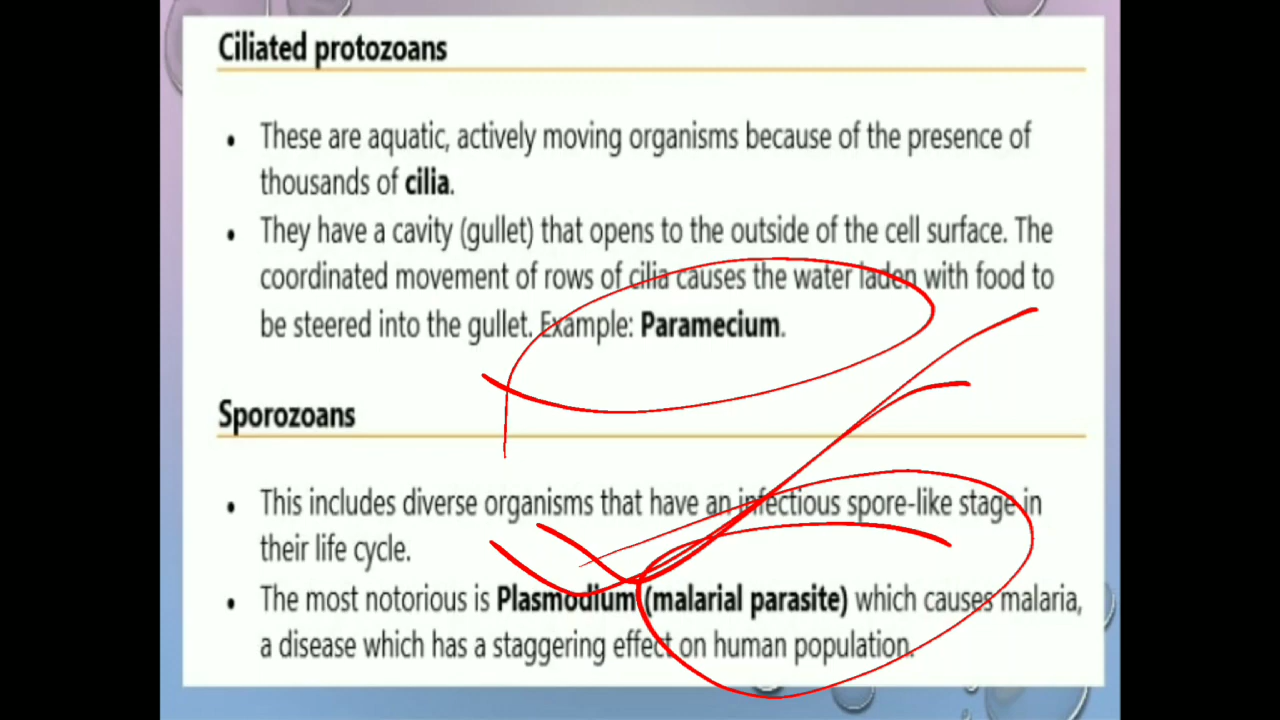 Ciliated protozoans
• These are aquatic, actively moving organisms because of the presence of
thousands of cilia.
• They have a cavity (gullet) that opens to the outside of the cell surface. The
coordinated movement of rows of cilia causes the water laden with food to
be steered into the gullet. Example: Paramecium.
Sporozoans
• This includes diverse organisms that have an infectious spore-like stage in
their life cycle.
• The most notorious is Plasmodium (malarial parasite) which causes malaria,
a disease which has a staggering effect on human population.